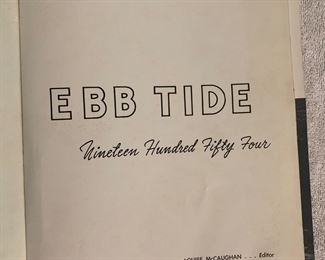 EBB TIDE
Nineteen Hundred Fifty Four
LOUISE McCAUGHAN . . . Editor